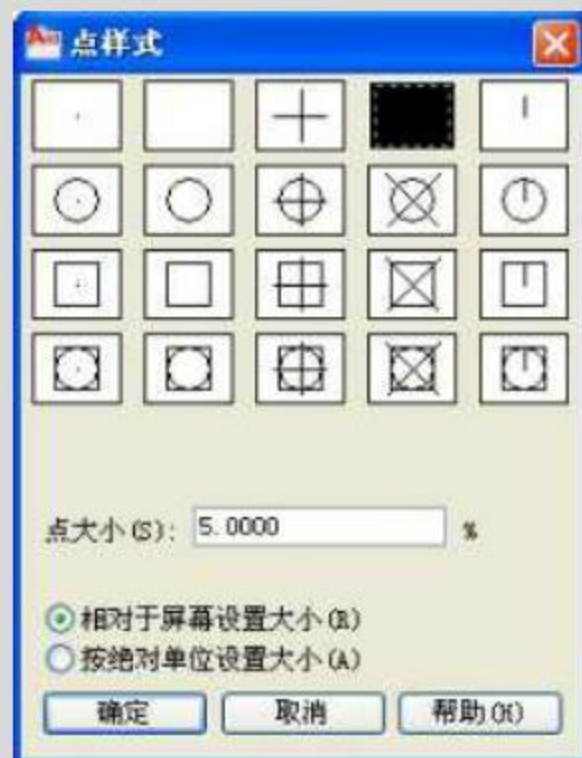 点样式
点大小(S): 5.0000 %
相对于屏幕设置大小(R)
按绝对单位设置大小(A)
确定 取消 帮助(H)